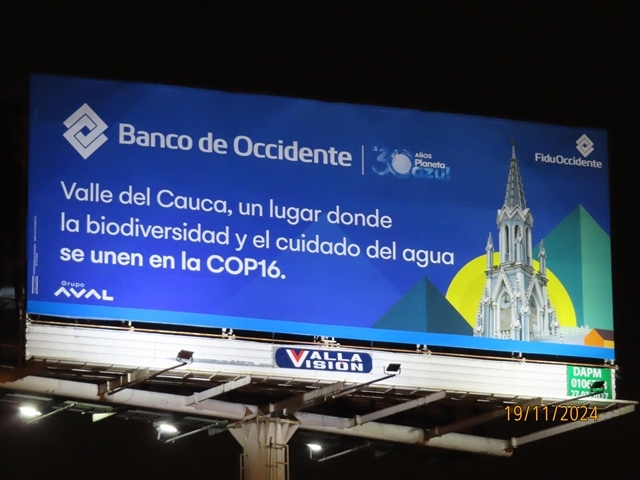 Banco de Occidente
30 AÑOS
Planeta
azul
FiduOccidente
Valle del Cauca, un lugar donde
la biodiversidad y el cuidado del agua
se unen en la COP16.
Grupo
AVAL
VALLA
VISION
DAPM
19/11/2024